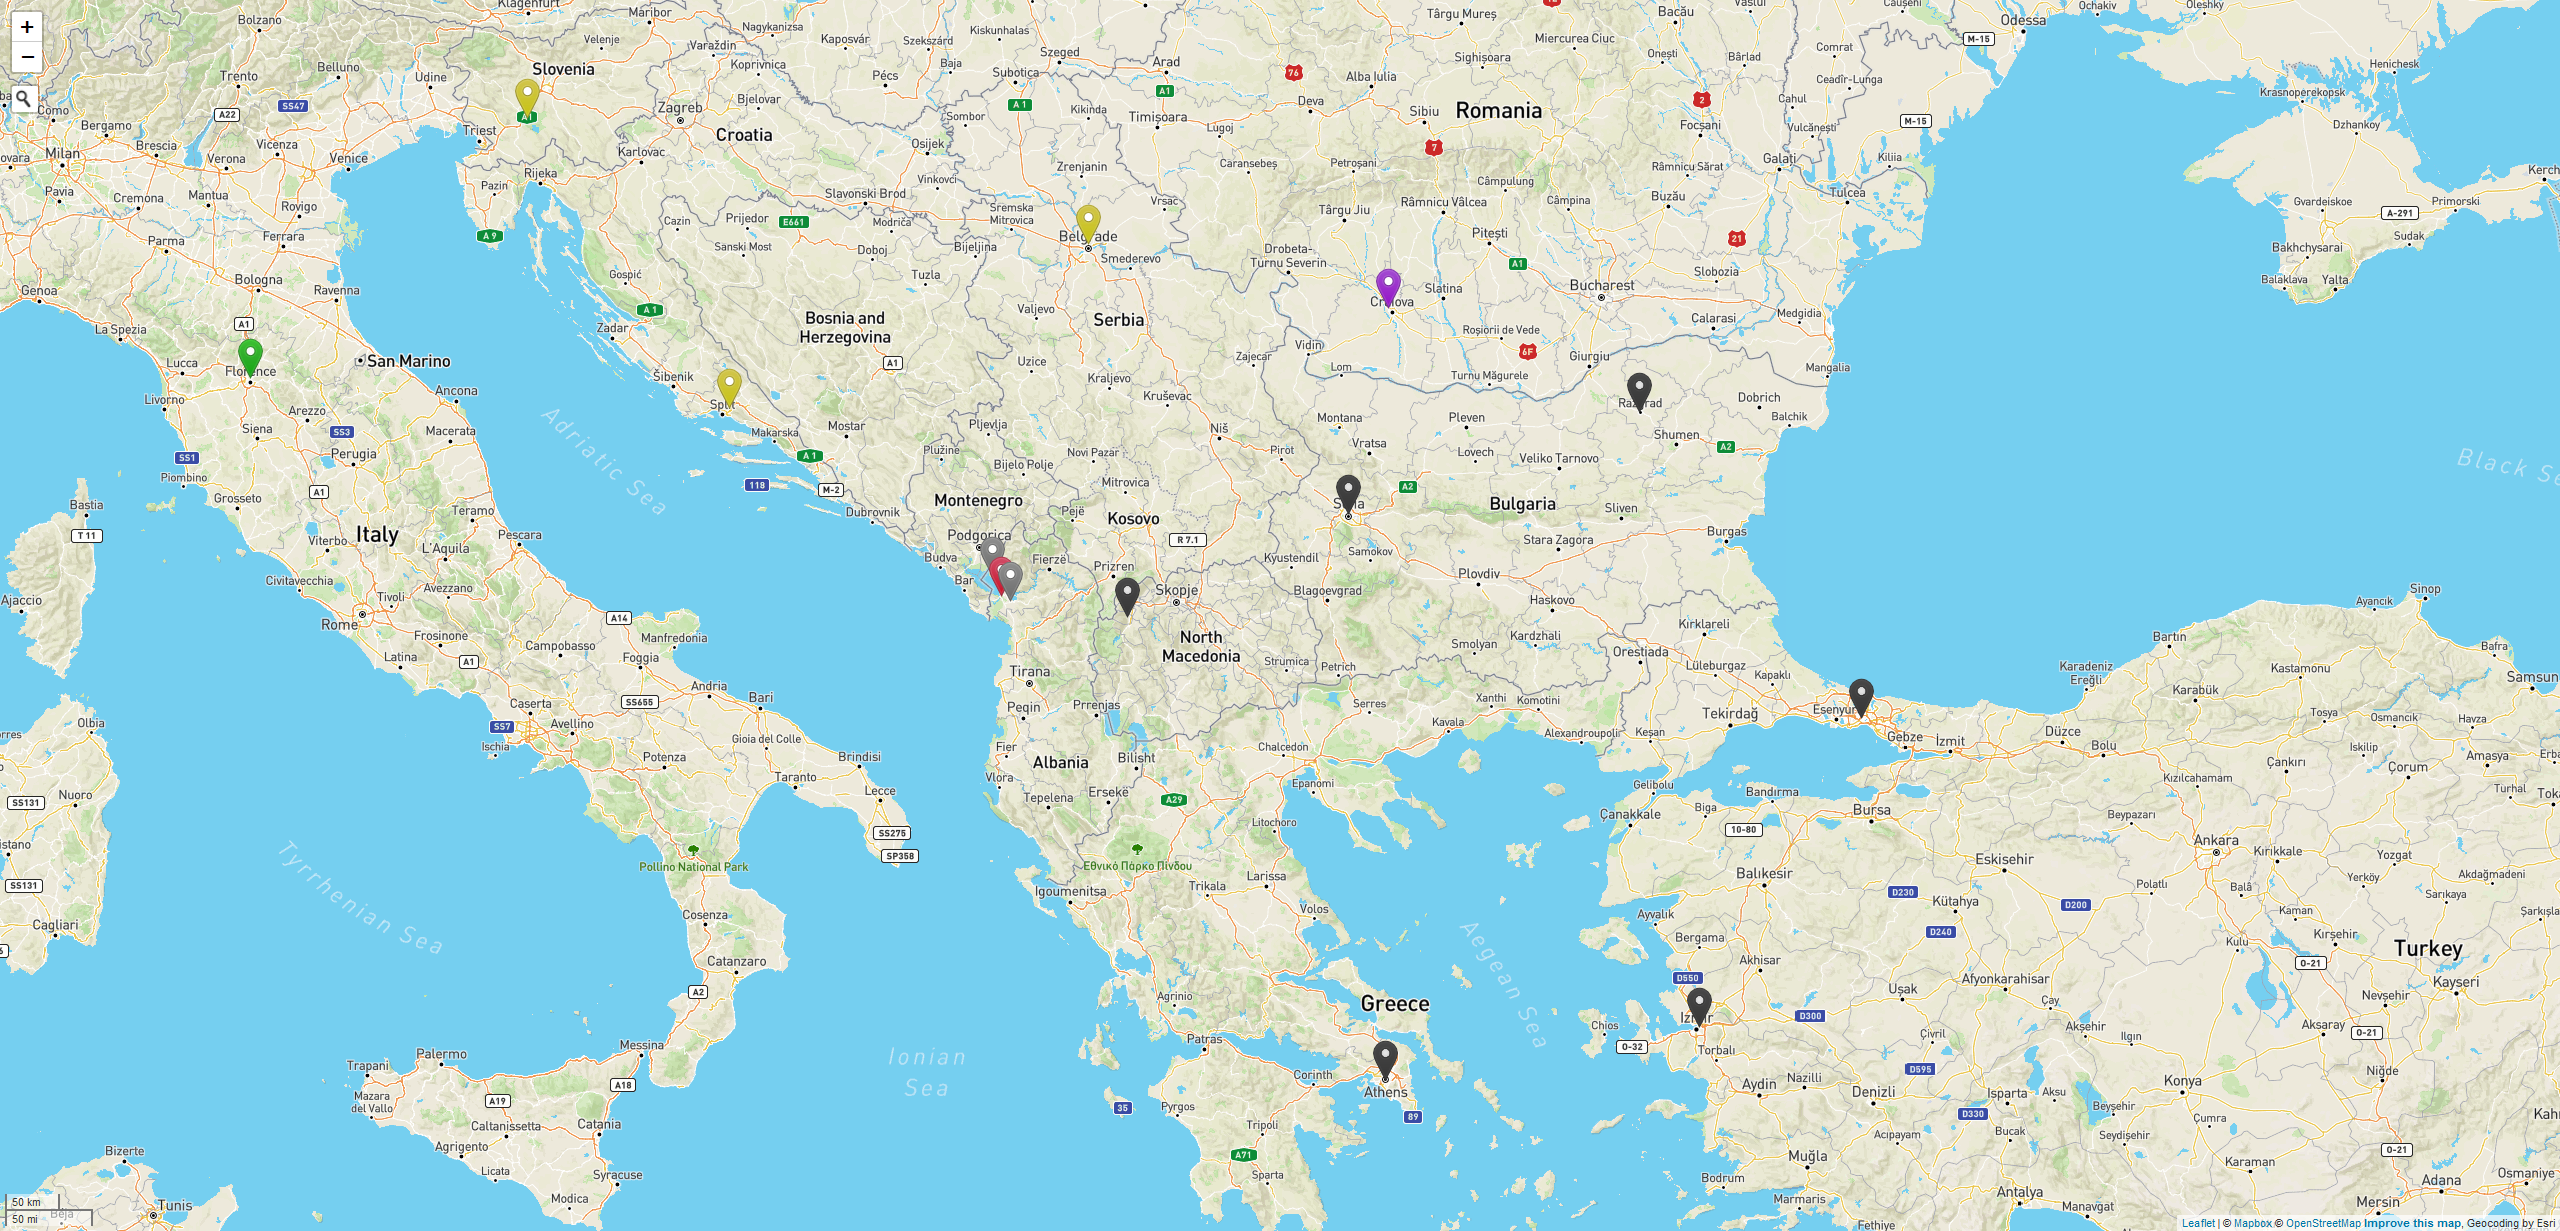 +
−
Klagenfurt
Maribor
Nagykanizsa
Kiskunhalas
Târgu Mureș
Bacău
Vaslui
Căușeni
Ochakiv
Oleshky
Odessa
M-15
Bolzano
Velenje
Varaždin
Kaposvár
Szekszárd
Szeged
Miercurea Ciuc
Comrat
Trento
Belluno
Udine
Slovenia
Koprivnica
Pécs
Baja
Subotica
Arad
76
Alba Iulia
Sighișoara
Onești
Bârlad
Ceadîr-Lunga
Henichesk
Como
SS47
A22
A1
Zagreb
Bjelovar
Sombor
A1
Kikinda
A1
Timișoara
Deva
Sibiu
Romania
2
Cahul
Krasnoperekopsk
Bergamo
Brescia
Vicenza
Triest
Croatia
Osijek
Lugoj
Focșani
Vulcănești
M-15
Dzhankoy
Milan
Verona
Venice
Karlovac
Zrenjanin
Caransebeș
Petroșani
7
Râmnicu Sărat
Galați
Kiliia
Kerch
Pavia
Cremona
Mantua
Rovigo
Pazin
Rijeka
Slavonski Brod
Vinkovci
Vrsac
Câmpulung
Buzău
Tulcea
Gvardeiskoe
Primorski
Parma
Ferrara
A 9
Cazin
Prijedor
E661
Modriča
Sremska
Mitrovica
Târgu Jiu
Râmnicu Vâlcea
Câmpina
A-291
Sanski Most
Doboj
Bijeljina
Belgrade
Smederevo
Drobeta-
Turnu Severin
Pitești
A1
21
Bakhchysarai
Sudak
Genoa
Bologna
Ravenna
Gospić
Tuzla
Slatina
Bucharest
Slobozia
Balaklava
Yalta
La Spezia
A1
Zadar
A 1
Bosnia and
Herzegovina
Valjevo
Serbia
Craiova
Roșiorii de Vede
Călarasi
Medgidia
Lucca
San Marino
A1
Uzice
Zaječar
Vidin
Lom
6F
Giurgiu
Mangalia
Florence
Ancona
Šibenik
Kraljevo
Turnu Măgurele
Livorno
Arezzo
Split
Kruševac
Razgrad
Dobrich
Balchik
Siena
SS3
Macerata
Adriatic Sea
Makarska
Mostar
Pljevlja
Niš
Montana
Pleven
Shumen
A2
SS1
Perugia
A 1
Plužine
Bijelo Polje
Novi Pazar
Pirot
Vratsa
Lovech
Veliko Tarnovo
Black Se
Piombino
Grosseto
A1
118
M-2
Mitrovica
A2
Bastia
Teramo
Dubrovnik
Montenegro
Pejë
Kosovo
Sofia
Bulgaria
Sliven
T 11
Italy
Viterbo
L'Aquila
Pescara
Podgorica
R 7.1
Burgas
Civitavecchia
Avezzano
Budva
Bar
Fierzë
Prizren
Kyustendil
Samokov
Stara Zagora
Ajaccio
Tivoli
Skopje
Blagoevgrad
Plovdiv
Haskovo
Ayancık
Sinop
Rome
A14
Manfredonia
North
Macedonia
Kırklareli
Bartın
Frosinone
Campobasso
Smolyan
Kardzhali
Orestiada
Bafra
Latina
A1
Foggia
Tirana
Strumica
Petrich
Lüleburgaz
Kapaklı
Karadeniz
Ereğli
Kastamonu
Samsun
Andria
Bari
SS655
Caserta
Peqin
Prrenjas
Serres
Xanthi
Komotini
Esenyurt
Karabük
Olbia
SS7
Avellino
Kavala
Alexandroupoli
Tekirdağ
Keşan
Gebze
İzmit
Düzce
Bolu
Tosya
Osmancık
Havza
Ischia
Potenza
Gioia del Colle
Brindisi
Fier
Albania
Bilisht
Chalcedon
Çankırı
İskilip
Amasya
Taranto
Vlora
Lecce
Tepelena
Erseke
A29
Epanomi
Gelibolu
Bandırma
Kızılcahamam
Çorum
Turhal
SS131
Nuoro
SS275
SP358
Litochoro
Çanakkale
Biga
Bursa
10-80
Beypazarı
Ankara
Pollino National Park
Εθνικό Πάρκο Πίνδου
Eskisehir
Kırıkkale
Yozgat
Tyrrhenian Sea
SS131
Igoumenitsa
Trikala
Larissa
Balıkesir
D230
Polatlı
Balâ
Yerköy
Akdağmadeni
Sarıkaya
Cagliari
Cosenza
Volos
Aegean Sea
Ayvalık
Kütahya
D200
Kaman
Şarkışla
Bergama
D240
Kulu
Kırşehir
Turkey
Catanzaro
Akhisar
D550
Afyonkarahisar
O-21
Kayseri
A2
Agrinio
Greece
Uşak
Çay
Nevşehir
Ionian
Sea
Chios
Izmir
D300
Çivril
Akşehir
Ilgın
Aksaray
O-21
Messina
Palermo
Trapani
Patras
O-32
Torbalı
A18
Corinth
Athens
D595
Niğde
Mazara
del Vallo
A19
35
Pyrgos
89
Aydin
Nazilli
Denizli
Isparta
Aksu
Konya
D330
Beyşehir
Cumra
Caltanissetta
Catania
Tripoli
Acıpayam
Bucak
Seydişehir
Agrigento
Bizerte
A71
Muğla
O-21
Karaman
Licata
Syracuse
Sparta
Bodrum
Osmaniye
Modica
Marmaris
Antalya
Manavgat
Adana
Mersin
50 km
50 mi
Béja
Tunis
Fethiye
Leaflet | © Mapbox © OpenStreetMap Improve this map, Geocoding by Esri